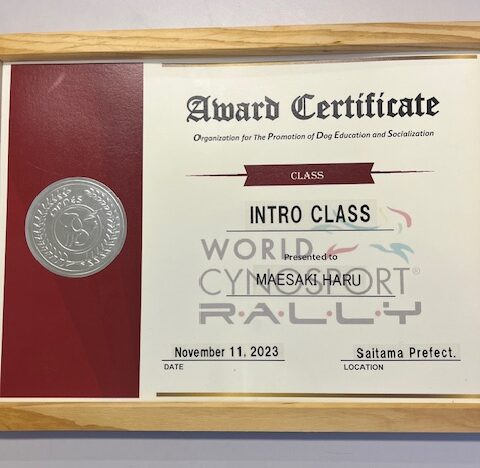 Award Certificate
Organization for The Promotion of Dog Education and Socialization
CLASS
INTRO CLASS
WORLD
Presented to
CYNOSPORT®
MAESAKI HARU
R.A.L.L.Y
November 11. 2023
Saitama Prefect.
DATE
LOCATION